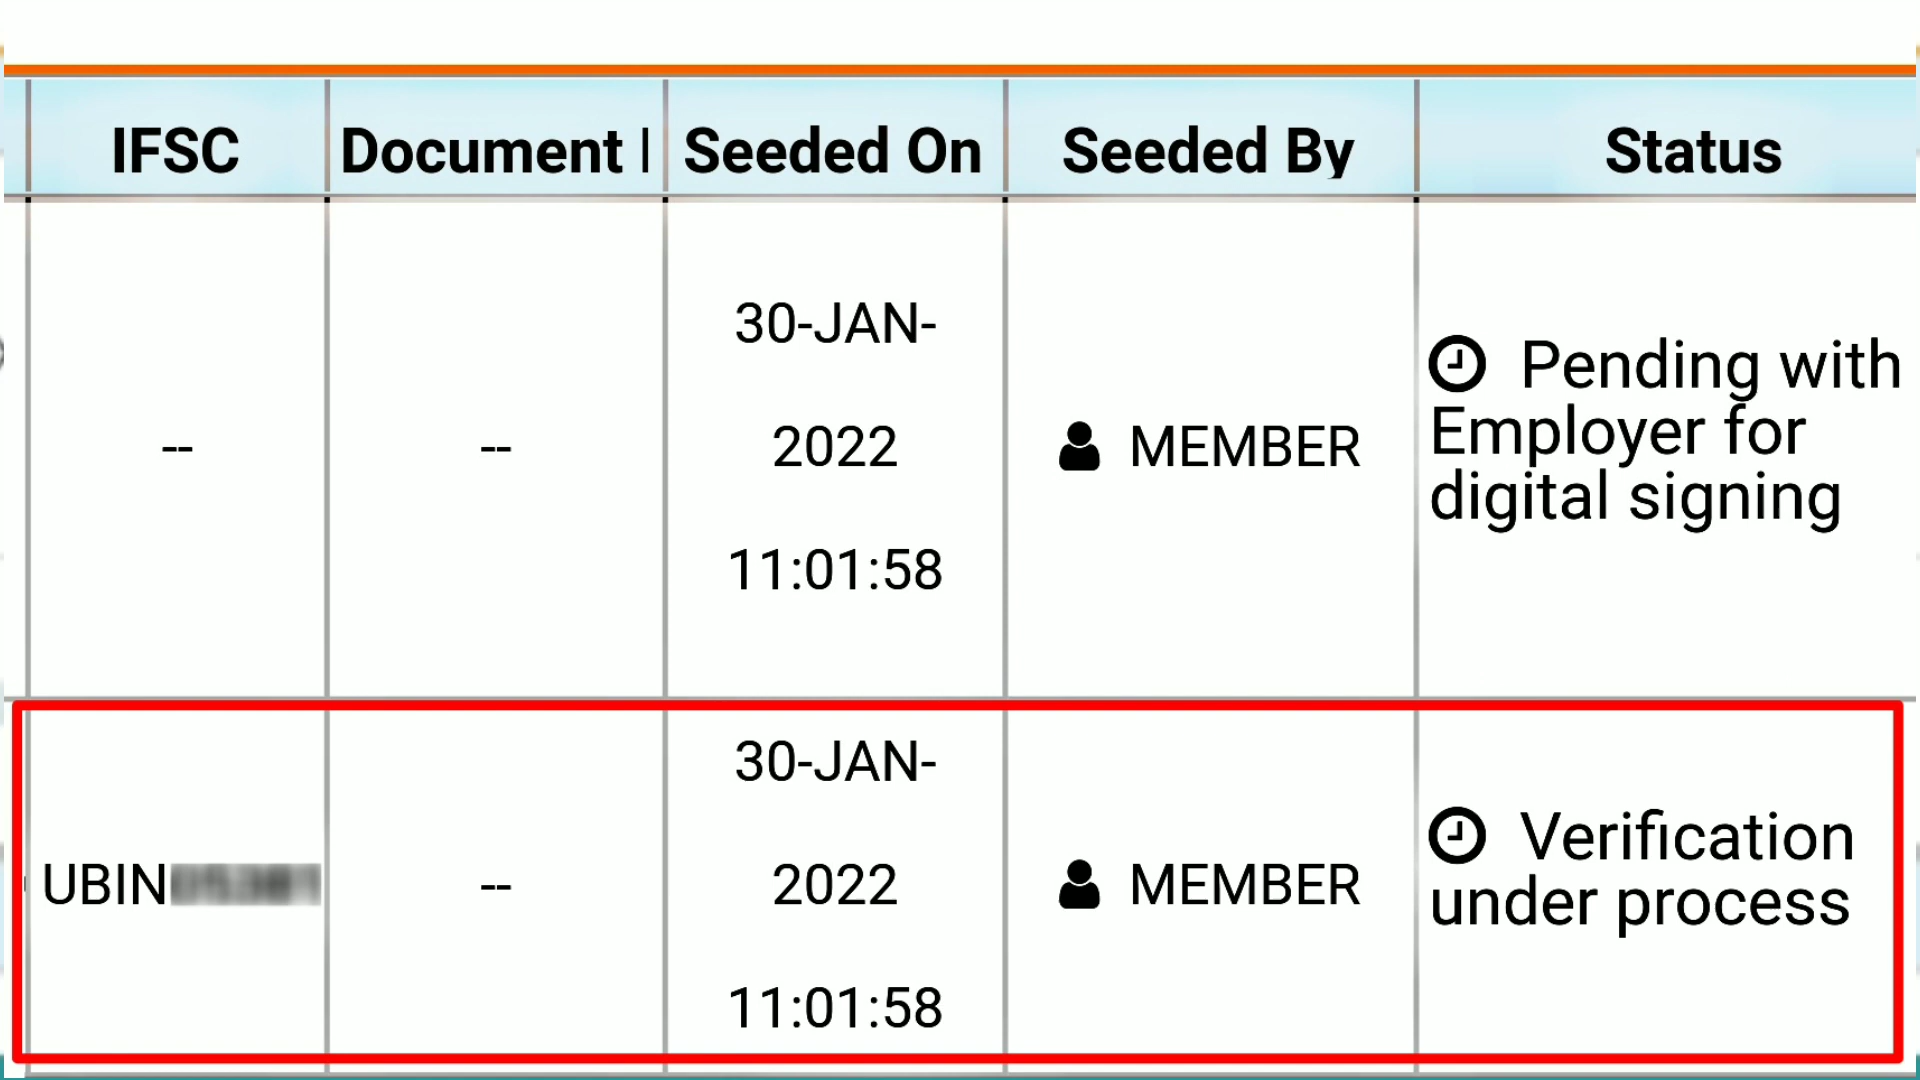 IFSC
Document
Seeded On
Seeded By
Status
--
--
30-JAN-
2022
11:01:58
MEMBER
Pending with
Employer for
digital signing
UBIN
--
30-JAN-
2022
11:01:58
MEMBER
Verification
under process